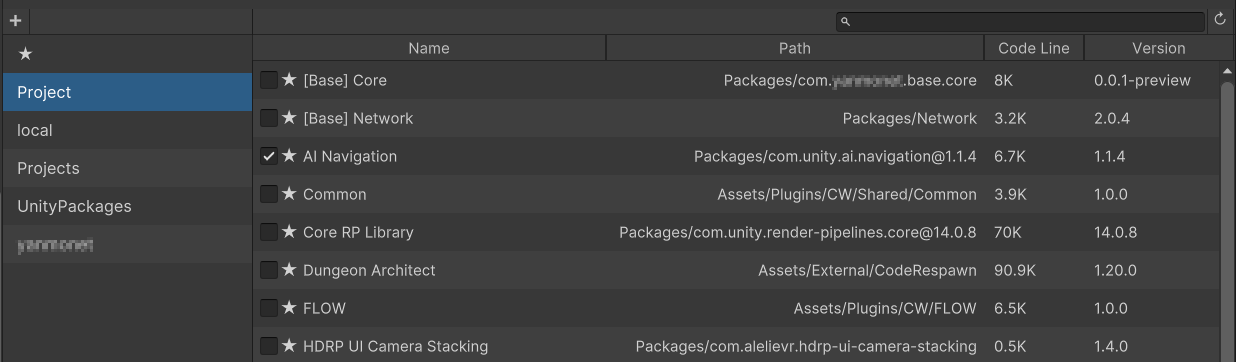 Name Path Code Line Version
Project
local
Projects
UnityPackages
[Base] Core Packages/com. .base.core 8K 0.0.1-preview
[Base] Network Packages/Network 3.2K 2.0.4
AI Navigation Packages/com.unity.ai.navigation@1.1.4 6.7K 1.1.4
Common Assets/Plugins/CW/Shared/Common 3.9K 1.0.0
Core RP Library Packages/com.unity.render-pipelines.core@14.0.8 70K 14.0.8
Dungeon Architect Assets/External/CodeRespawn 90.9K 1.20.0
FLOW Assets/Plugins/CW/FLOW 6.5K 1.0.0
HDRP UI Camera Stacking Packages/com.alelievr.hdrp-ui-camera-stacking 0.5K 1.4.0